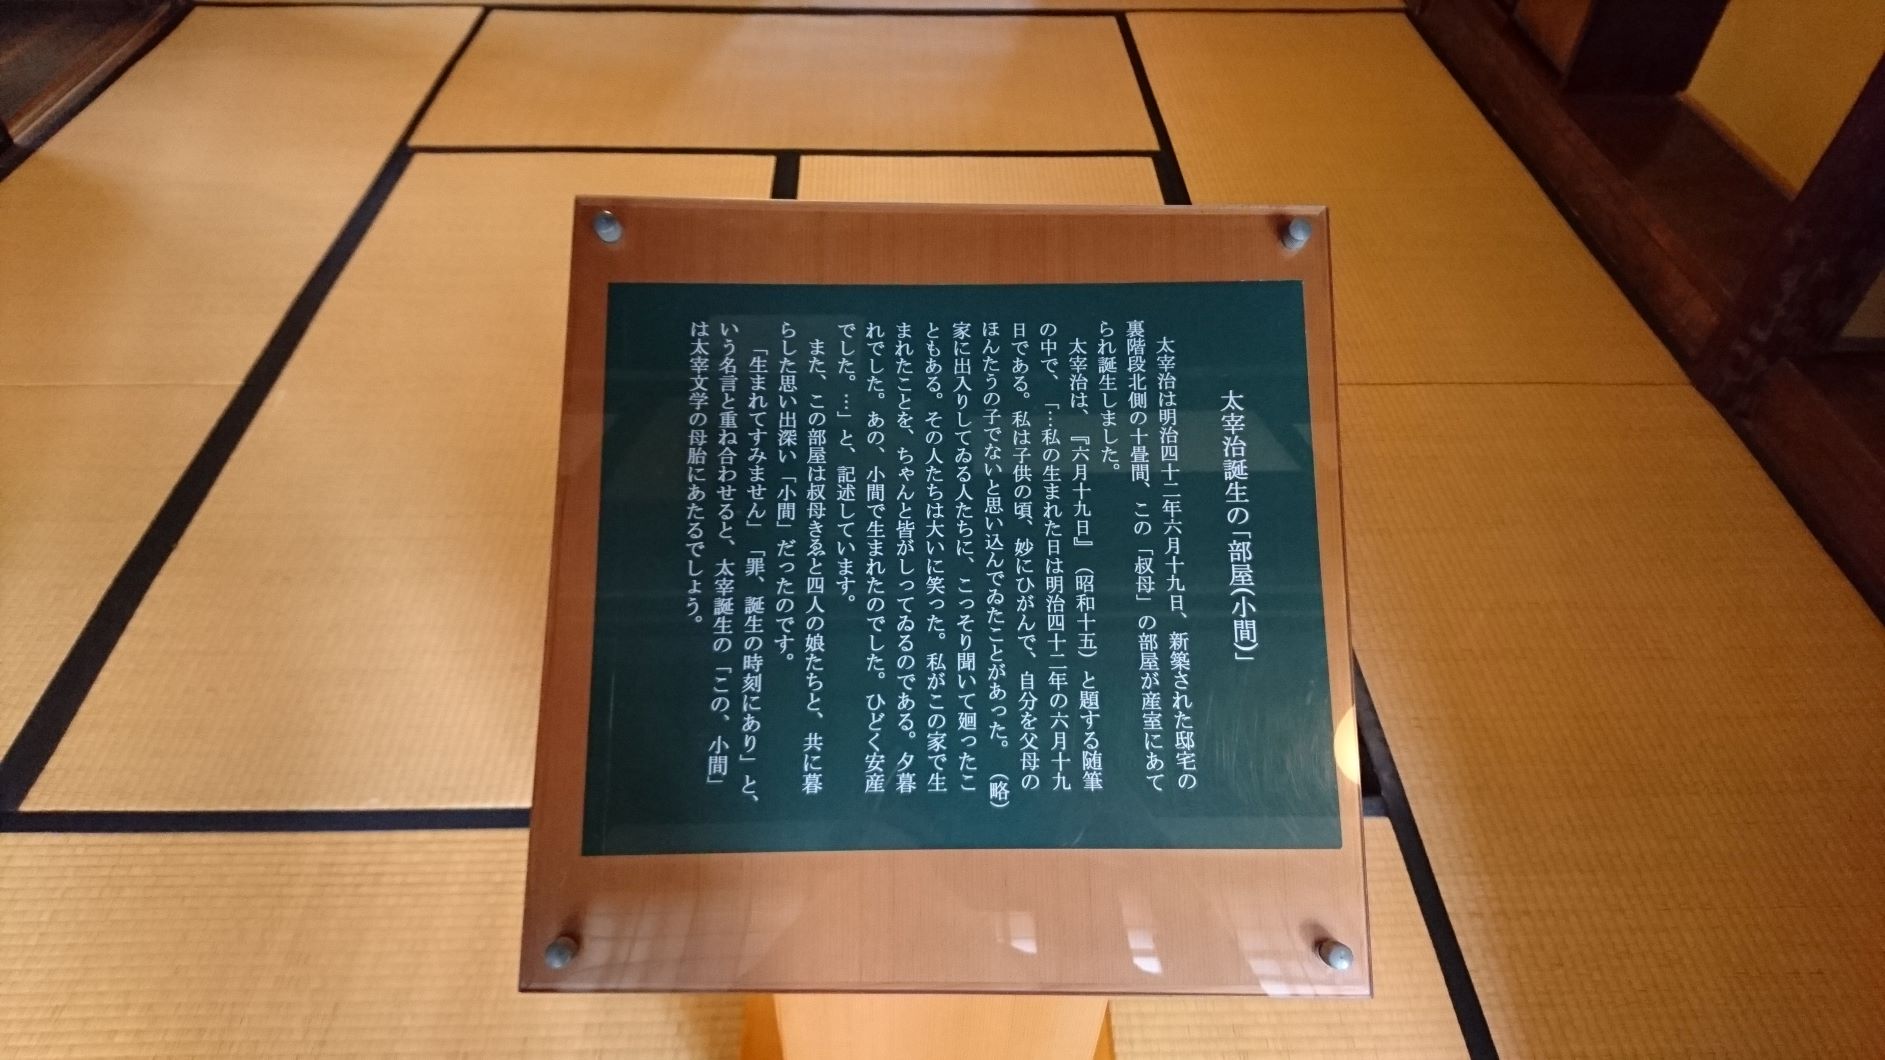 太宰治誕生の「部屋(小間)」
太宰治は明治四十二年六月十九日、新築された邸宅の
裏階段北側の十畳間、この「叔母」の部屋が産室にあて
られ誕生しました。
太宰治は、『六月十九日』(昭和十五)と題する随筆
の中で、「…私の生まれた日は明治四十二年の六月十九
日である。私は子供の頃、妙にひがんで、自分を父母の
ほんたうの子でないと思い込んでゐたことがあった。(略)
家に出入りしてゐる人たちに、こっそり聞いて廻ったこ
ともある。その人たちは大いに笑った。私がこの家で生
まれたことを、ちゃんと皆がしってゐるのである。夕暮
れでした。あの、小間で生まれたのでした。ひどく安産
でした。…」と、記述しています。
また、この部屋は叔母きゑと四人の娘たちと、共に暮
らした思い出深い「小間」だったのです。
「生まれてすみません」「罪、誕生の時刻にあり」と、
いう名言と重ね合わせると、太宰誕生の「この、小間」
は太宰文学の母胎にあたるでしょう。